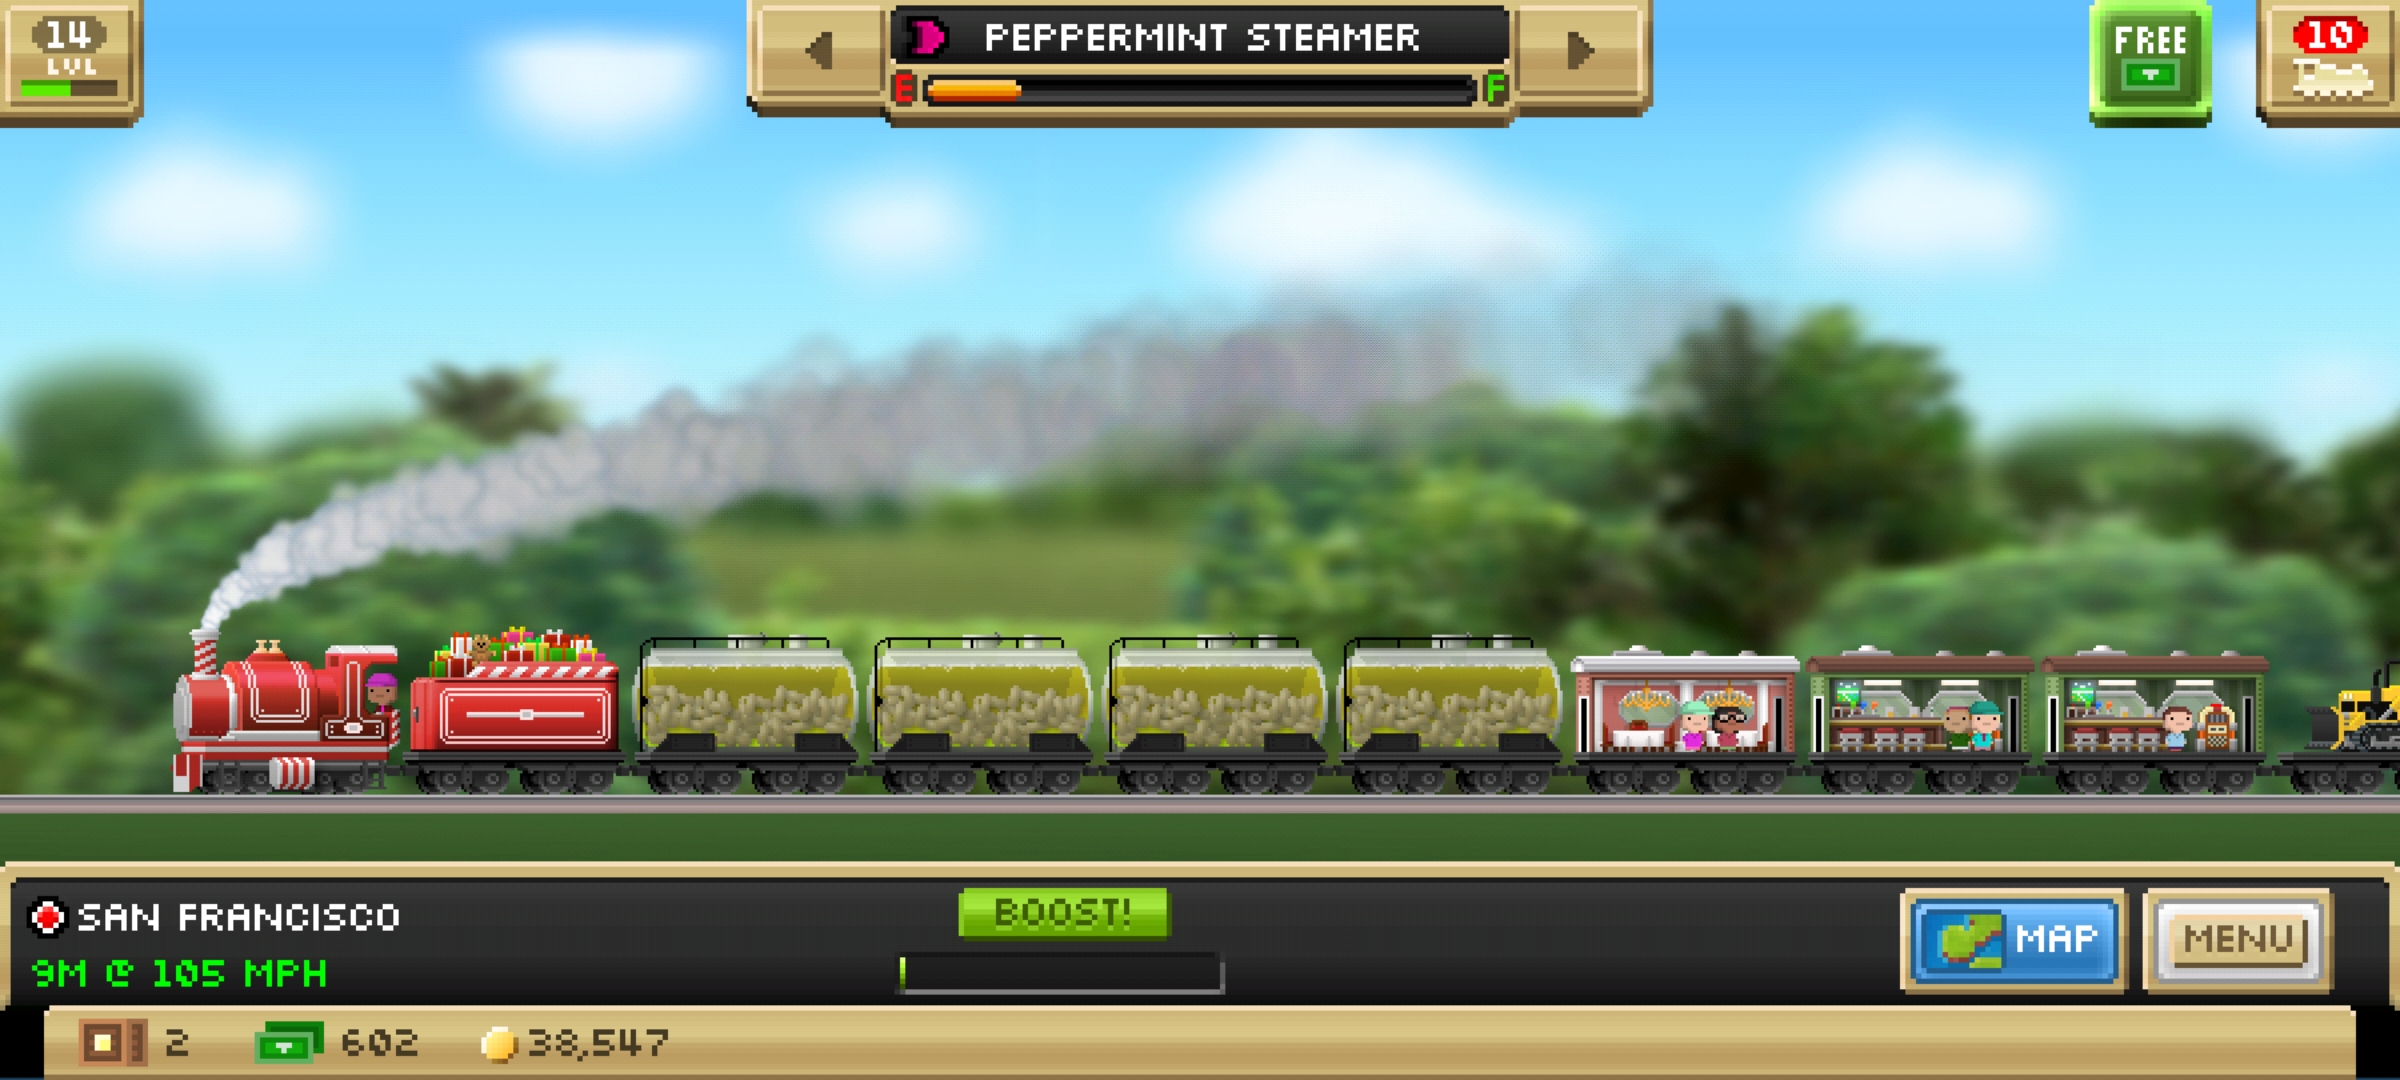 14
LVL
PEPPERMINT STEAMER
E F
FREE
10
SAN FRANCISCO
9M @ 105 MPH
BOOST!
MAP
MENU
2
602
38,547